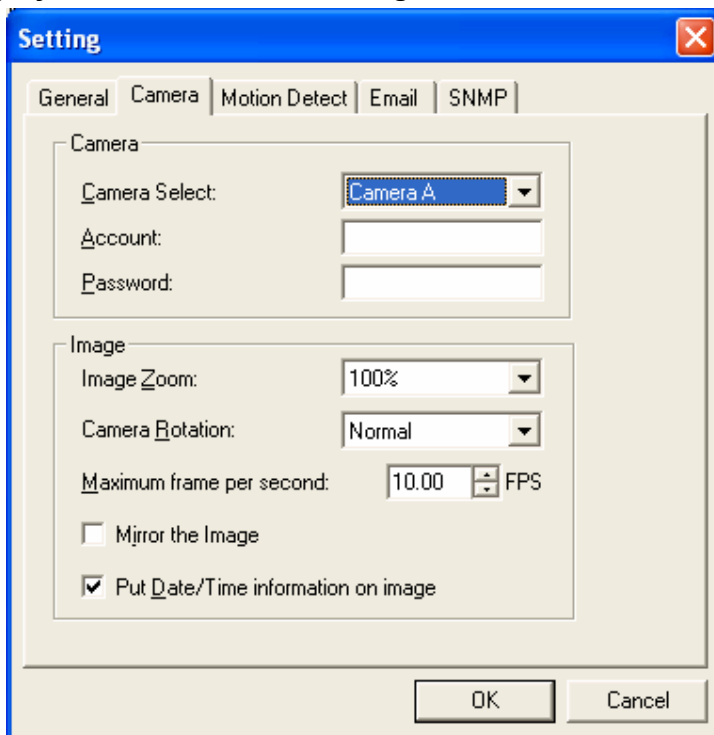 Setting
General Camera Motion Detect Email SNMP
Camera
Camera Select: Camera A
Account:
Password:
Image
Image Zoom: 100%
Camera Rotation: Normal
Maximum frame per second: 10.00 FPS
Mirror the Image
Put Date/Time information on image
OK Cancel